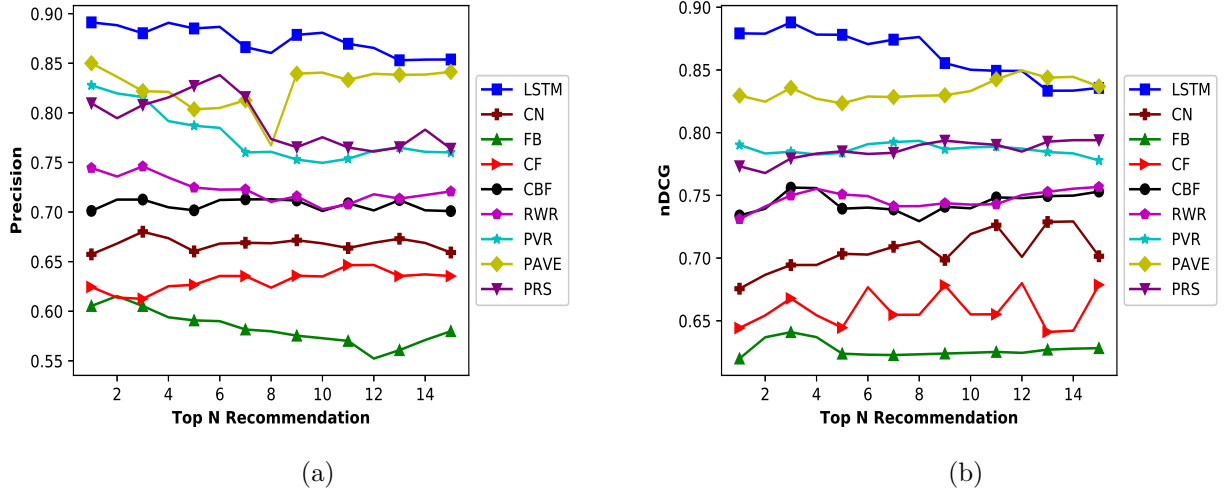 0.90
0.85
0.80
0.75
0.70
0.65
0.60
0.55
Precision
2 4 6 8 10 12 14
Top N Recommendation
LSTM
CN
FB
CF
CBF
RWR
PVR
PAVE
PRS
(a)
0.90
0.85
0.80
0.75
0.70
0.65
nDCG
2 4 6 8 10 12 14
Top N Recommendation
LSTM
CN
FB
CF
CBF
RWR
PVR
PAVE
PRS
(b)